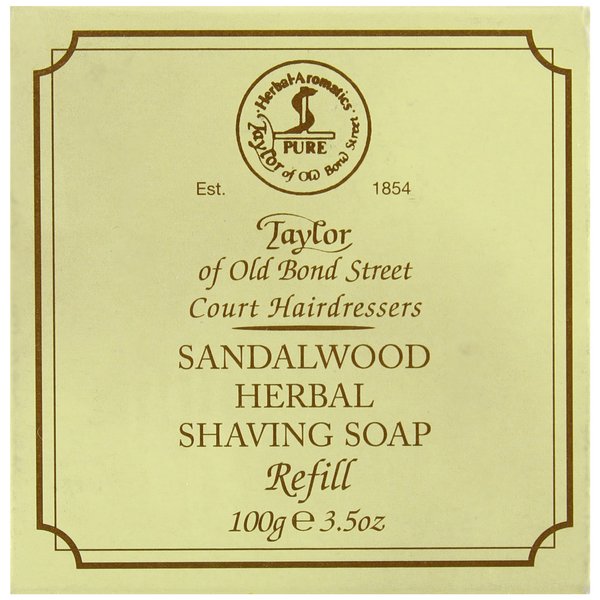 ·Herbal·Aromatics·
PURE
Taylor of Old Bond Street
Est. 1854
Taylor
of Old Bond Street
Court Hairdressers
SANDALWOOD
HERBAL
SHAVING SOAP
Refill
100g ℮ 3.5oz